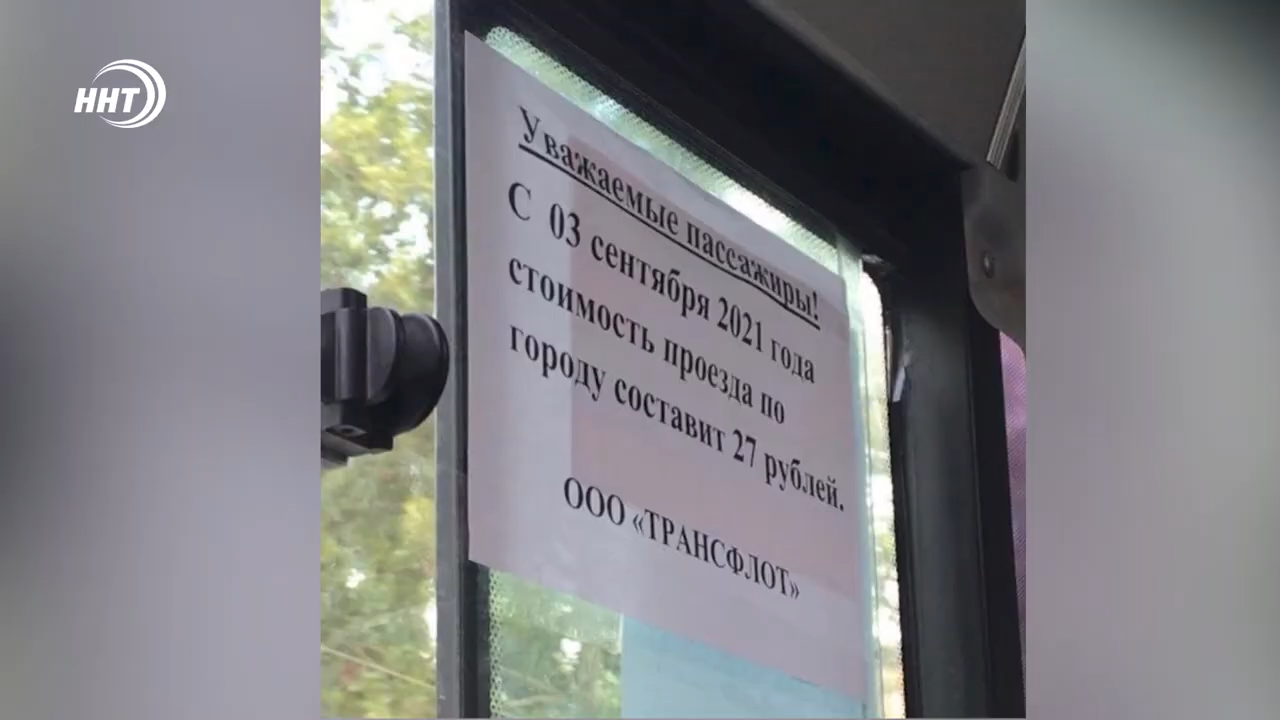 ННТ
Уважаемые пассажиры!
С 03 сентября 2021 года
стоимость проезда по
городу составит 27 рублей.
ООО «ТРАНСФЛОТ»